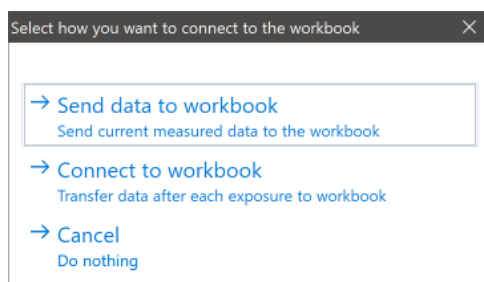 Select how you want to connect to the workbook
→ Send data to workbook
Send current measured data to the workbook
→ Connect to workbook
Transfer data after each exposure to workbook
→ Cancel
Do nothing